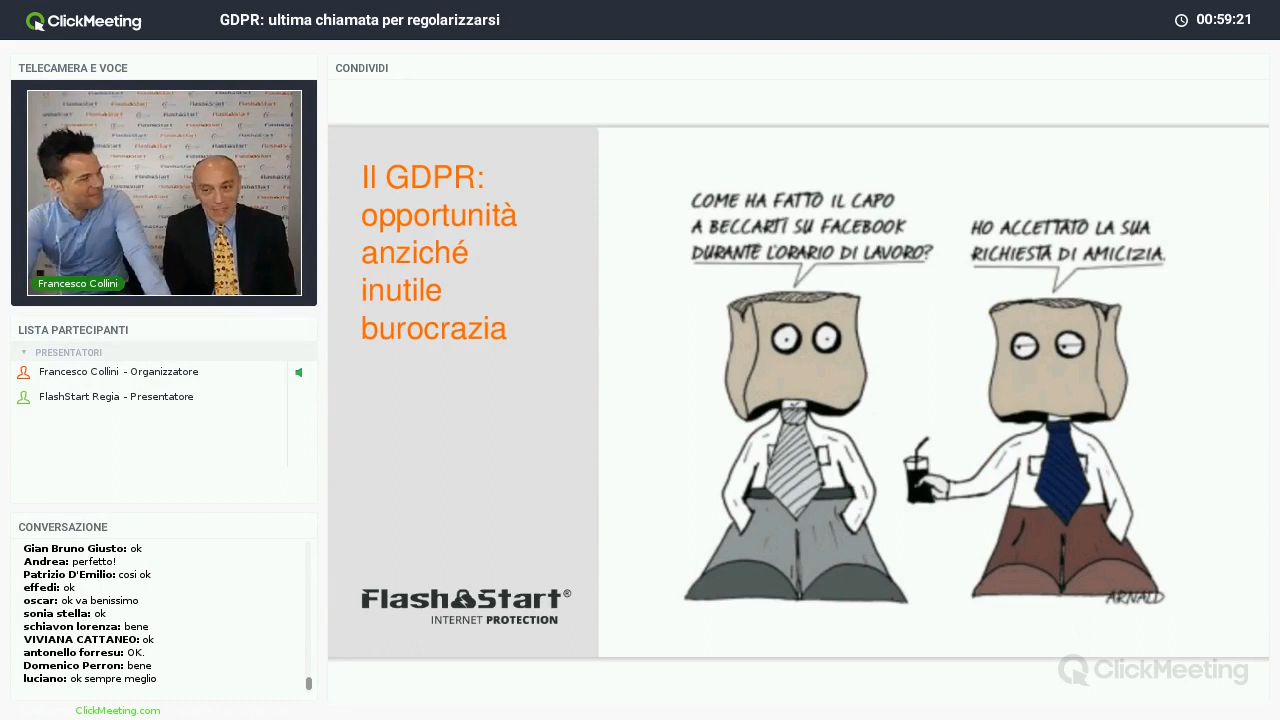 ClickMeeting
GDPR: ultima chiamata per regolarizzarsi
00:59:21
TELECAMERA E VOCE
Flash&Start
Francesco Collini
LISTA PARTECIPANTI
PRESENTATORI
Francesco Collini - Organizzatore
FlashStart Regia - Presentatore
CONVERSAZIONE
Gian Bruno Giusto: ok
Andrea: perfetto!
Patrizio D'Emilio: cosi ok
effedi: ok
oscar: ok va benissimo
sonia stella: ok
schiavon lorenza: bene
VIVIANA CATTANEO: ok
antonello forresu: OK.
Domenico Perron: bene
luciano: ok sempre meglio
ClickMeeting.com
CONDIVIDI
Il GDPR:
opportunità
anziché
inutile
burocrazia
Flash&Start®
INTERNET PROTECTION
COME HA FATTO IL CAPO
A BECCARTI SU FACEBOOK
DURANTE L'ORARIO DI LAVORO?
HO ACCETTATO LA SUA
RICHIESTA DI AMICIZIA.
ARNALD
ClickMeeting